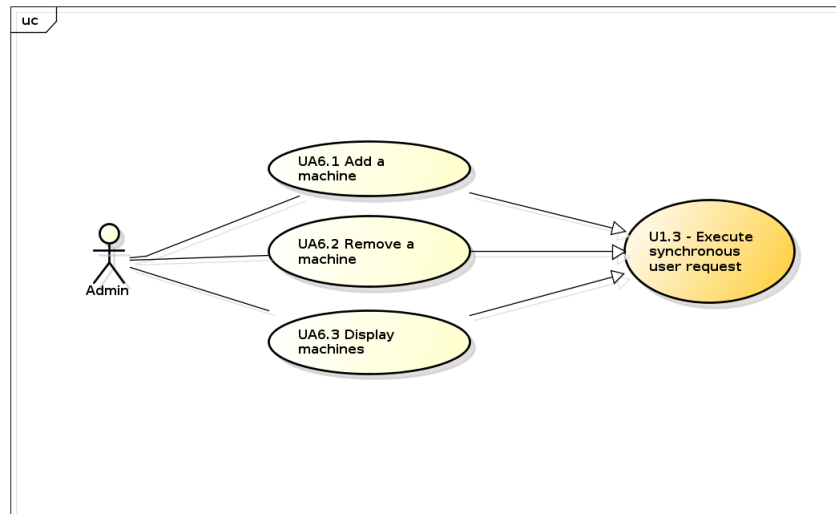 uc
UA6.1 Add a
machine
UA6.2 Remove a
machine
U1.3 - Execute
synchronous
user request
Admin
UA6.3 Display
machines